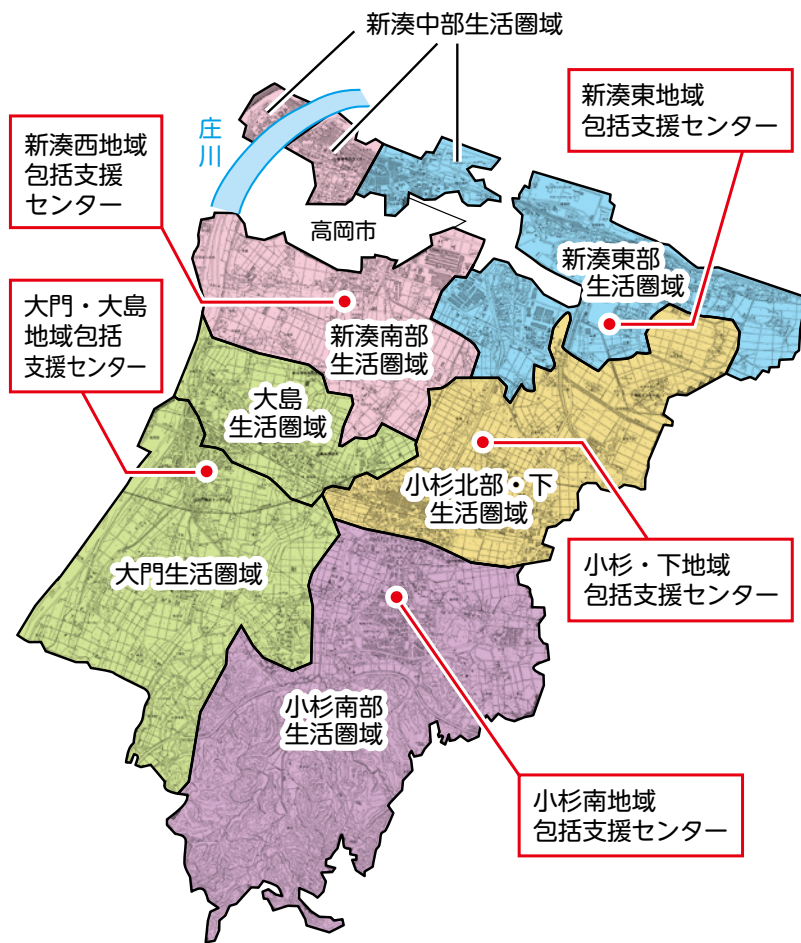 新湊中部生活圏域
新湊東地域
包括支援センター
庄
川
新湊西地域
包括支援
センター
高岡市
新湊東部
生活圏域
大門・大島
地域包括
支援センター
新湊南部
生活圏域
大島
生活圏域
小杉北部・下
生活圏域
大門生活圏域
小杉・下地域
包括支援センター
小杉南部
生活圏域
小杉南地域
包括支援センター